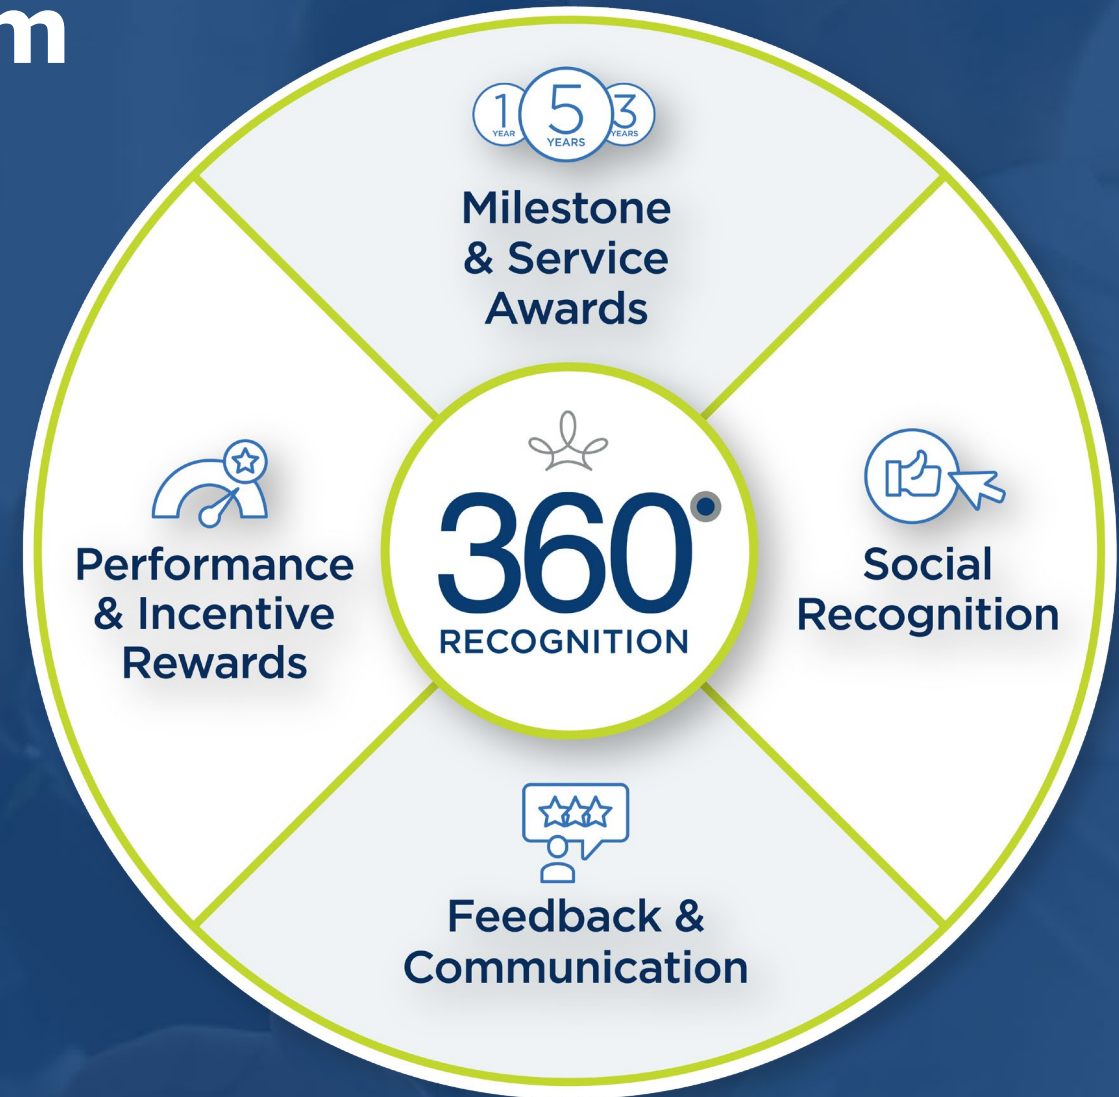 m
1
YEAR
5
YEARS
3
YEARS
Milestone
& Service
Awards
Performance
& Incentive
Rewards
360°
RECOGNITION
Social
Recognition
Feedback &
Communication